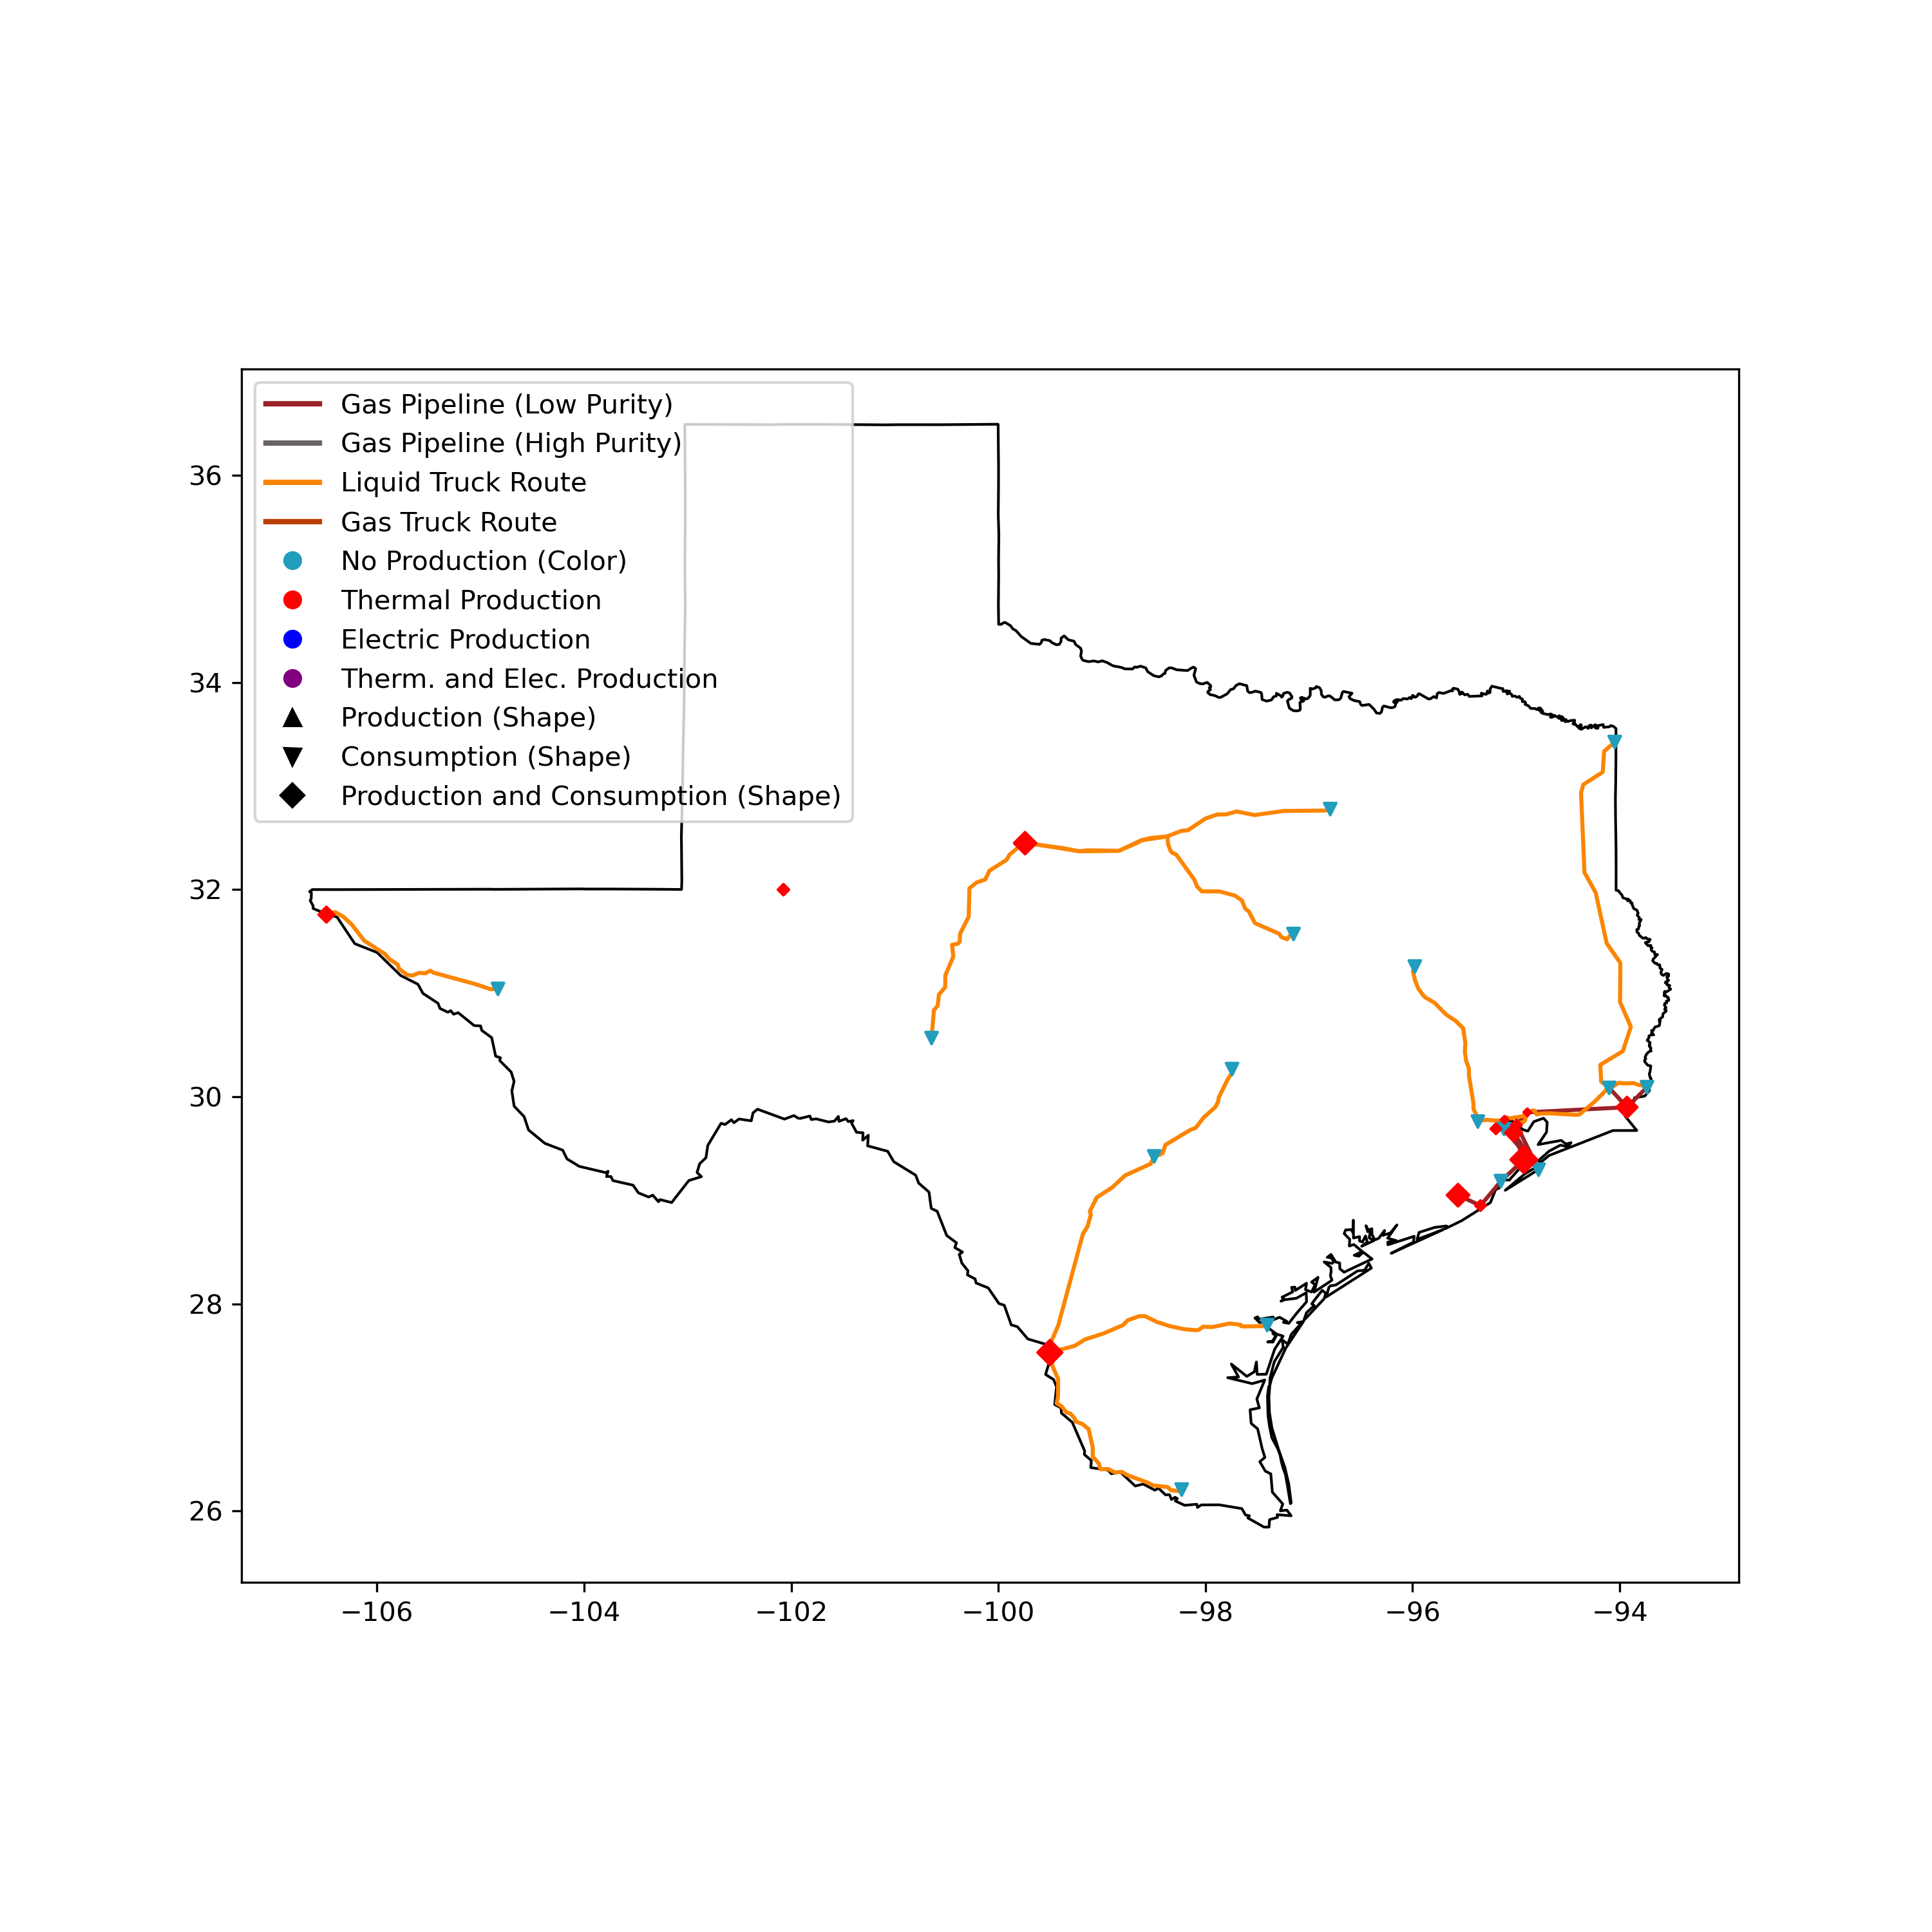 Gas Pipeline (Low Purity)
Gas Pipeline (High Purity)
Liquid Truck Route
Gas Truck Route
No Production (Color)
Thermal Production
Electric Production
Therm. and Elec. Production
Production (Shape)
Consumption (Shape)
Production and Consumption (Shape)
36
34
32
30
28
26
−106 −104 −102 −100 −98 −96 −94